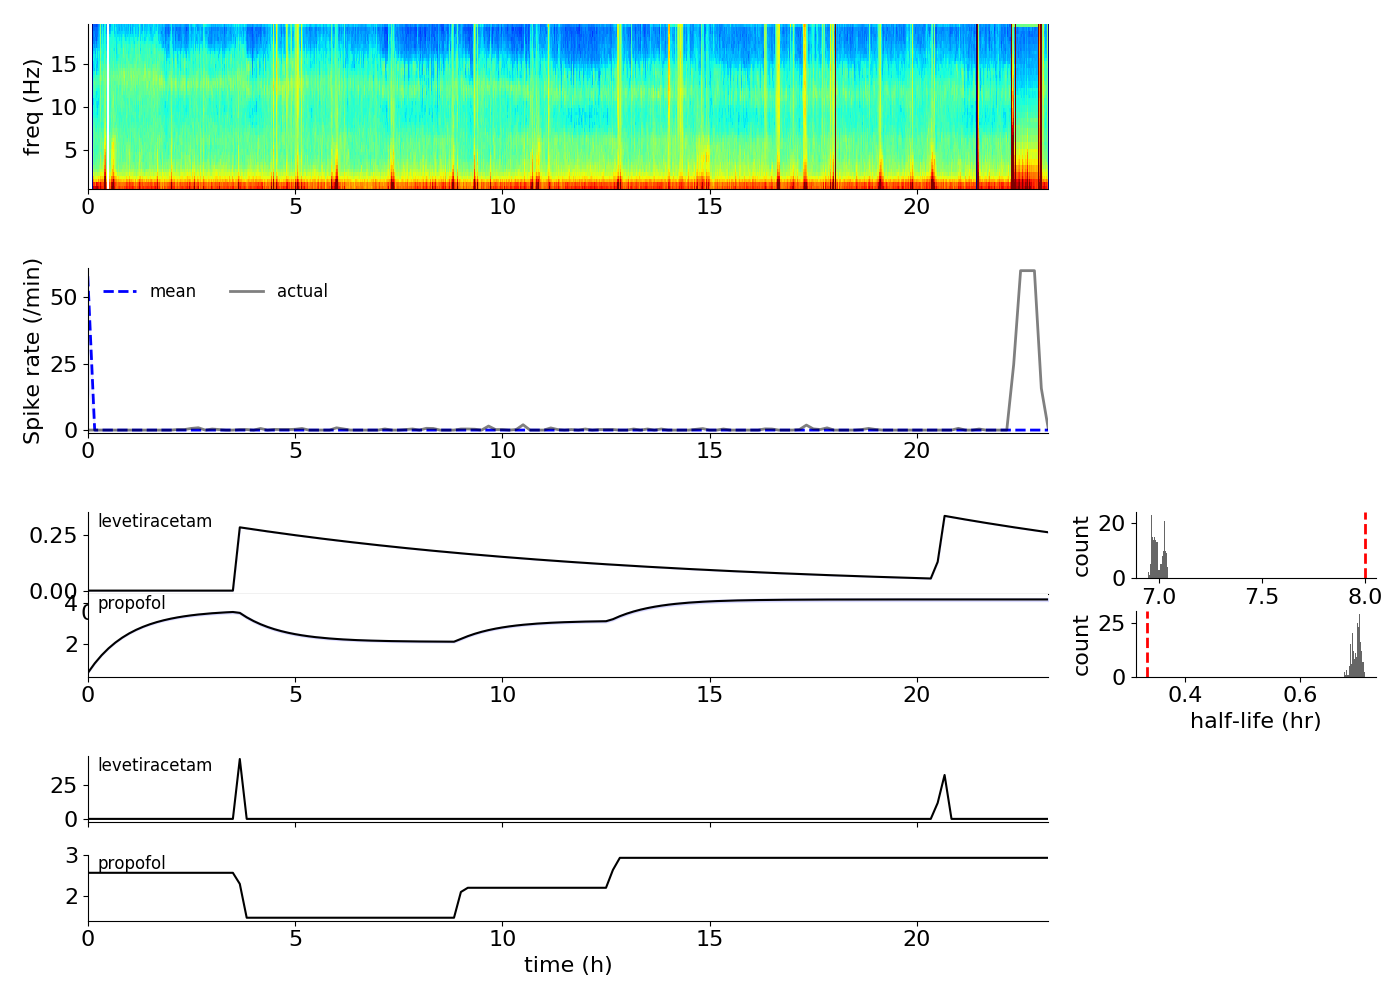 freq (Hz)
15
10
5
0 5 10 15 20
Spike rate (/min)
mean actual
50
25
0
0 5 10 15 20
levetiracetam
0.25
0.00
count
20
0
7.0 7.5 8.0
propofol
4
2
0 5 10 15 20
count
25
0
0.4 0.6
half-life (hr)
levetiracetam
25
0
propofol
3
2
0 5 10 15 20
time (h)